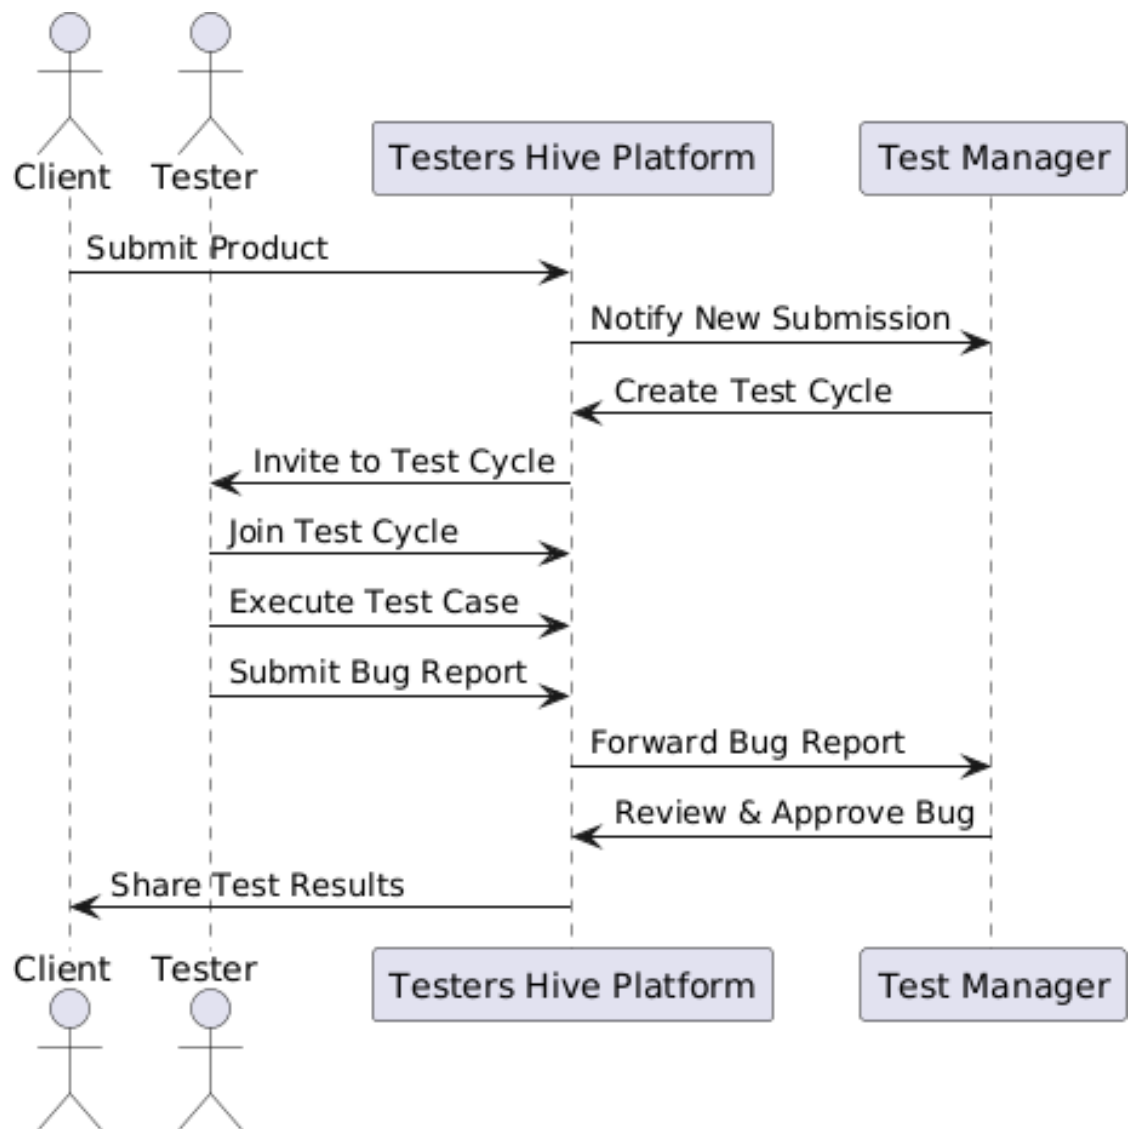 Client
Tester
Testers Hive Platform
Test Manager
Submit Product
Notify New Submission
Create Test Cycle
Invite to Test Cycle
Join Test Cycle
Execute Test Case
Submit Bug Report
Forward Bug Report
Review & Approve Bug
Share Test Results
Client
Tester
Testers Hive Platform
Test Manager